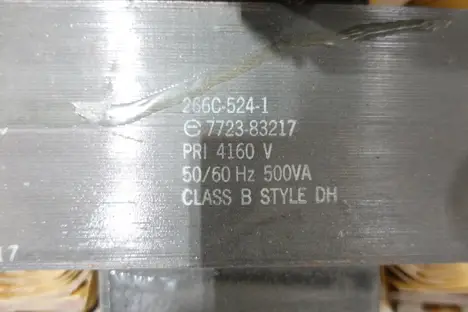 266C-524-1
⊖ 7723-83217
PRI 4160 V
50/60 Hz 500VA
CLASS B STYLE DH
17